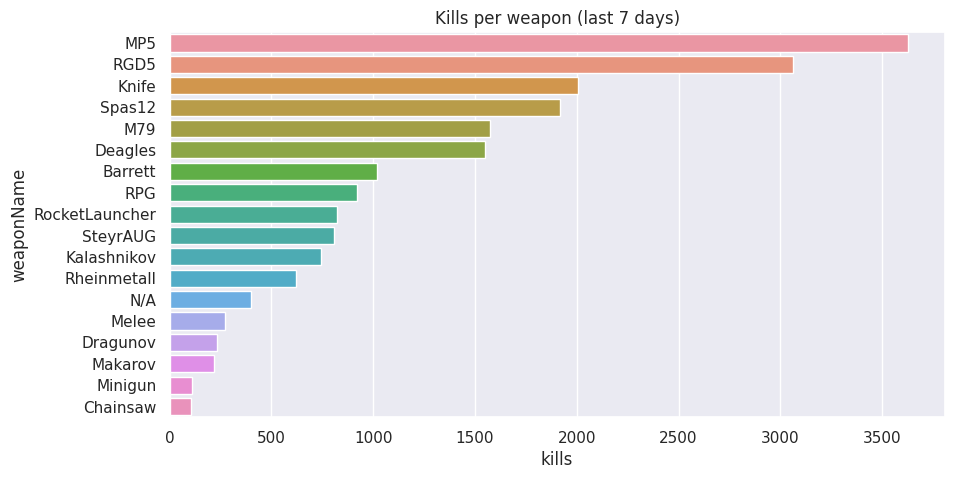 Kills per weapon (last 7 days)
weaponName
MP5
RGD5
Knife
Spas12
M79
Deagles
Barrett
RPG
RocketLauncher
SteyrAUG
Kalashnikov
Rheinmetall
N/A
Melee
Dragunov
Makarov
Minigun
Chainsaw
0 500 1000 1500 2000 2500 3000 3500
kills